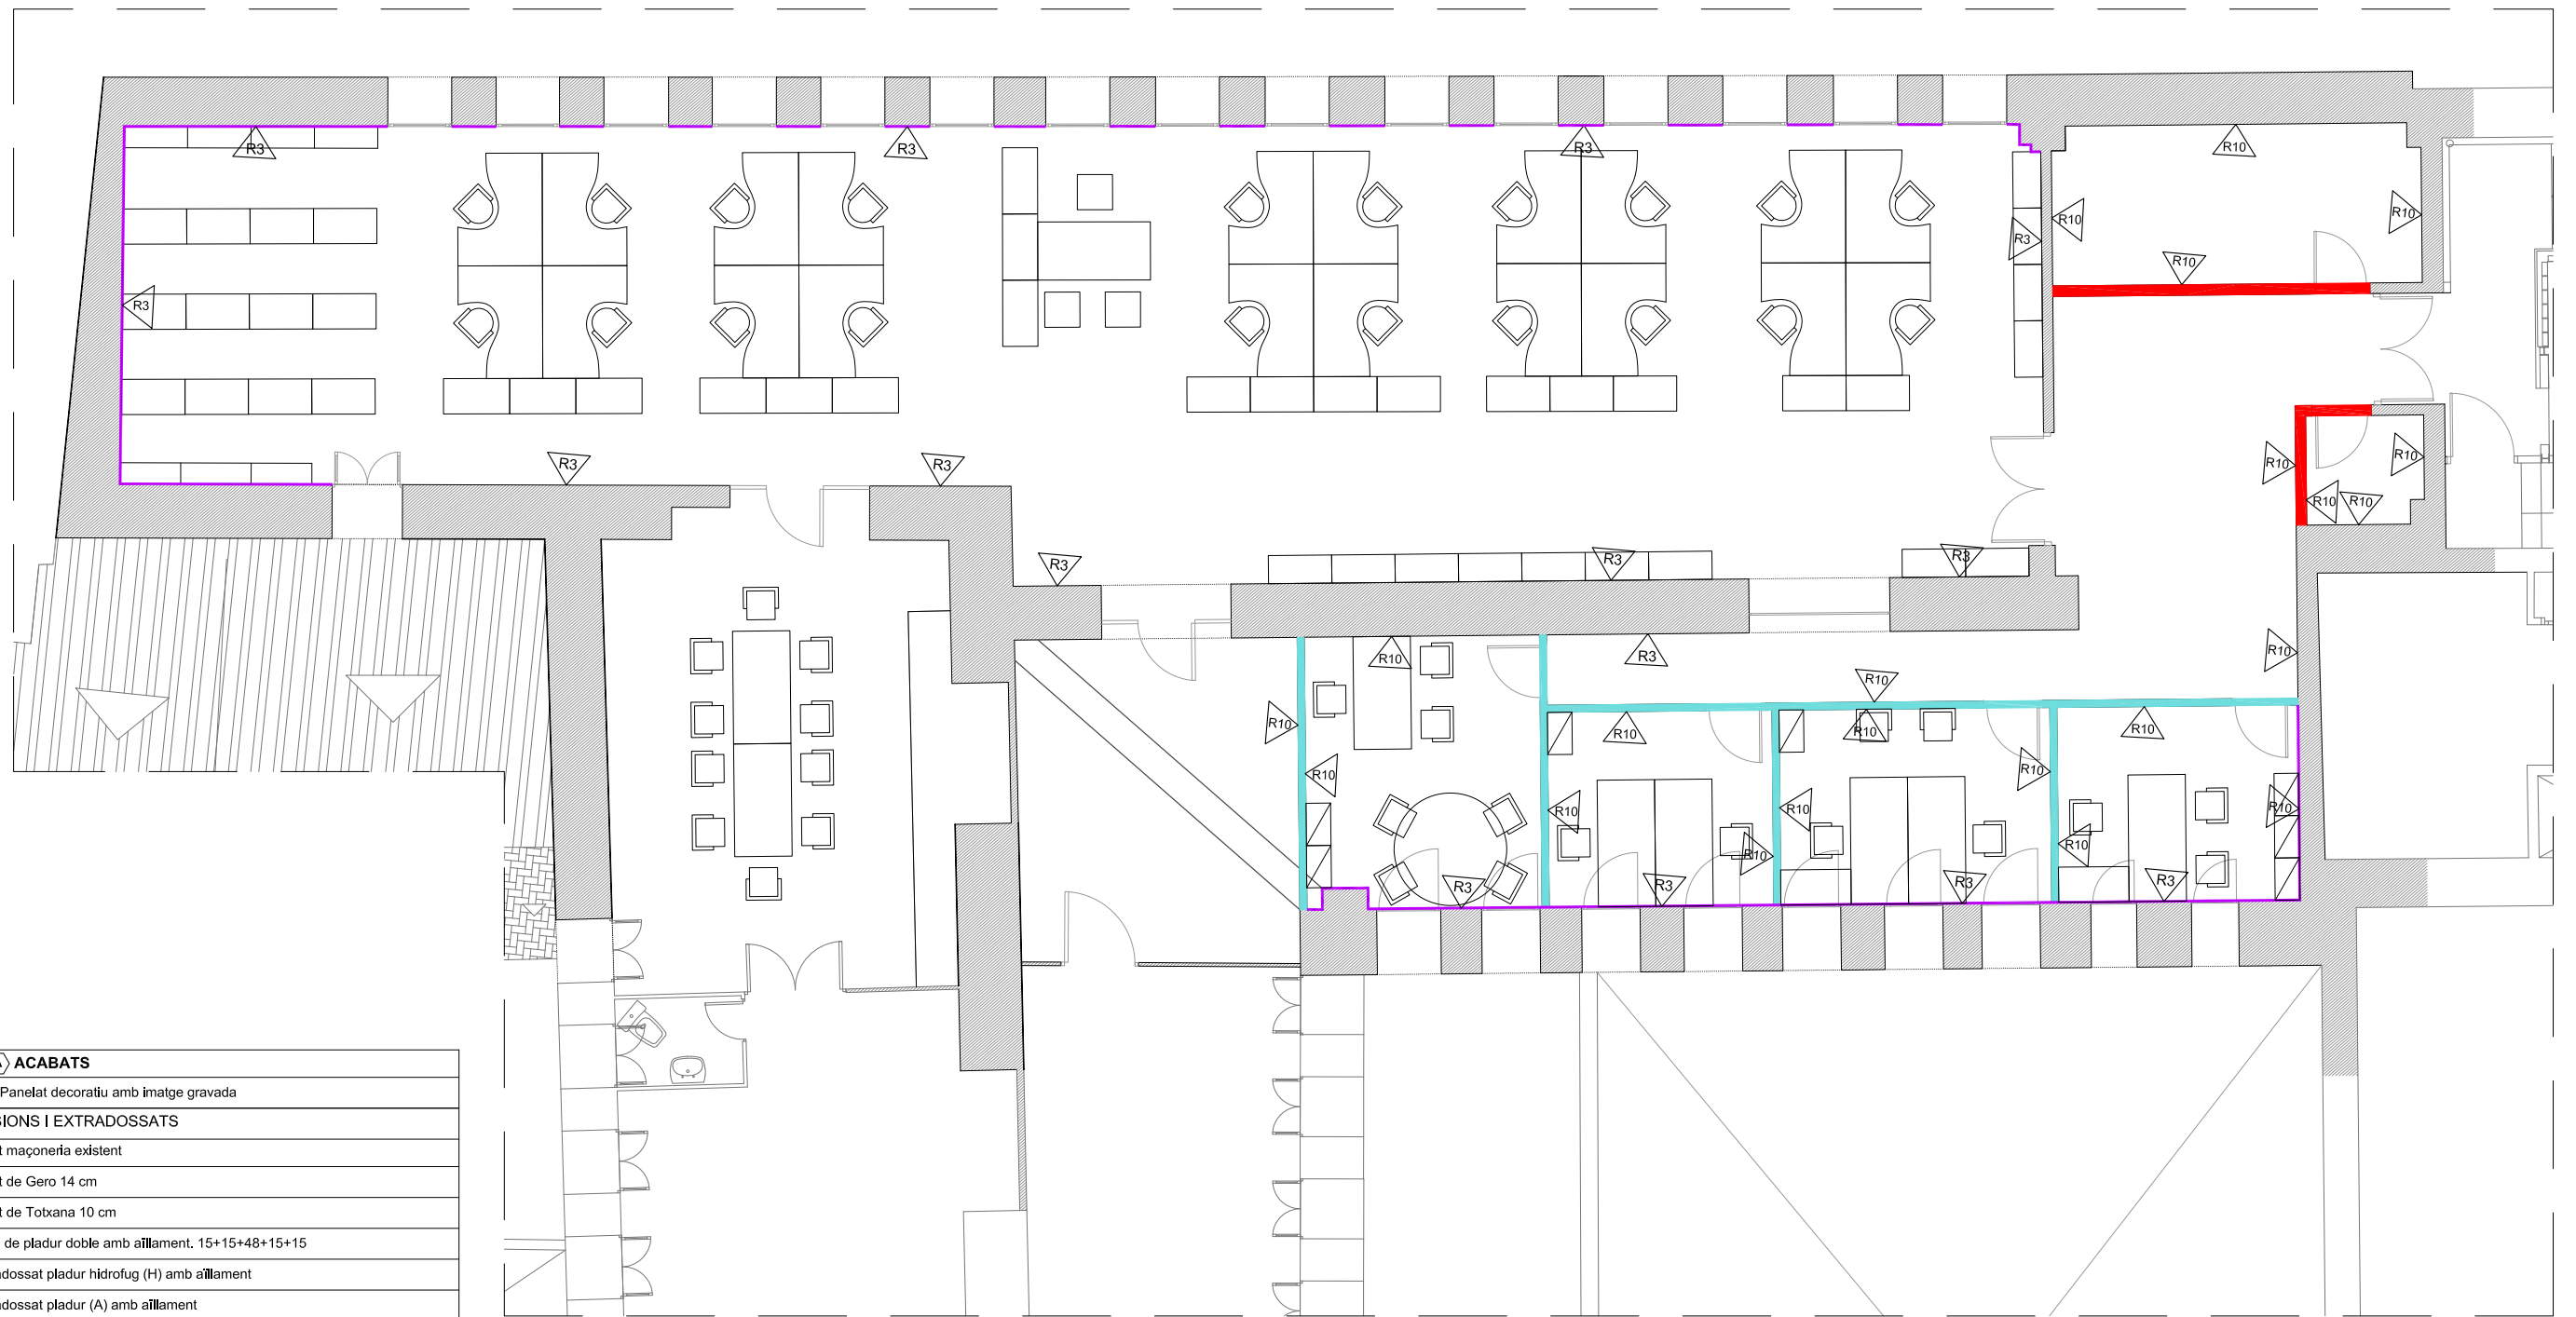 R3
R3
R3
R10
R10
R10
R3
R10
R3
R3
R3
R10
R10
R10
R10
R3
R3
R3
R10
R3
R10
R10
R10
R10
R10
R10
R10
R10
R10
R10
R10
R10
R10
R10
R3
R3
R3
R3
ACABATS
Panelat decoratiu amb imatge gravada
I EXTRADOSSATS
maçoneria existent
de Gero 14 cm
de Totxana 10 cm
de pladur doble amb aïllament. 15+15+48+15+15
pladur hidrofug (H) amb aïllament
pladur (A) amb aïllament